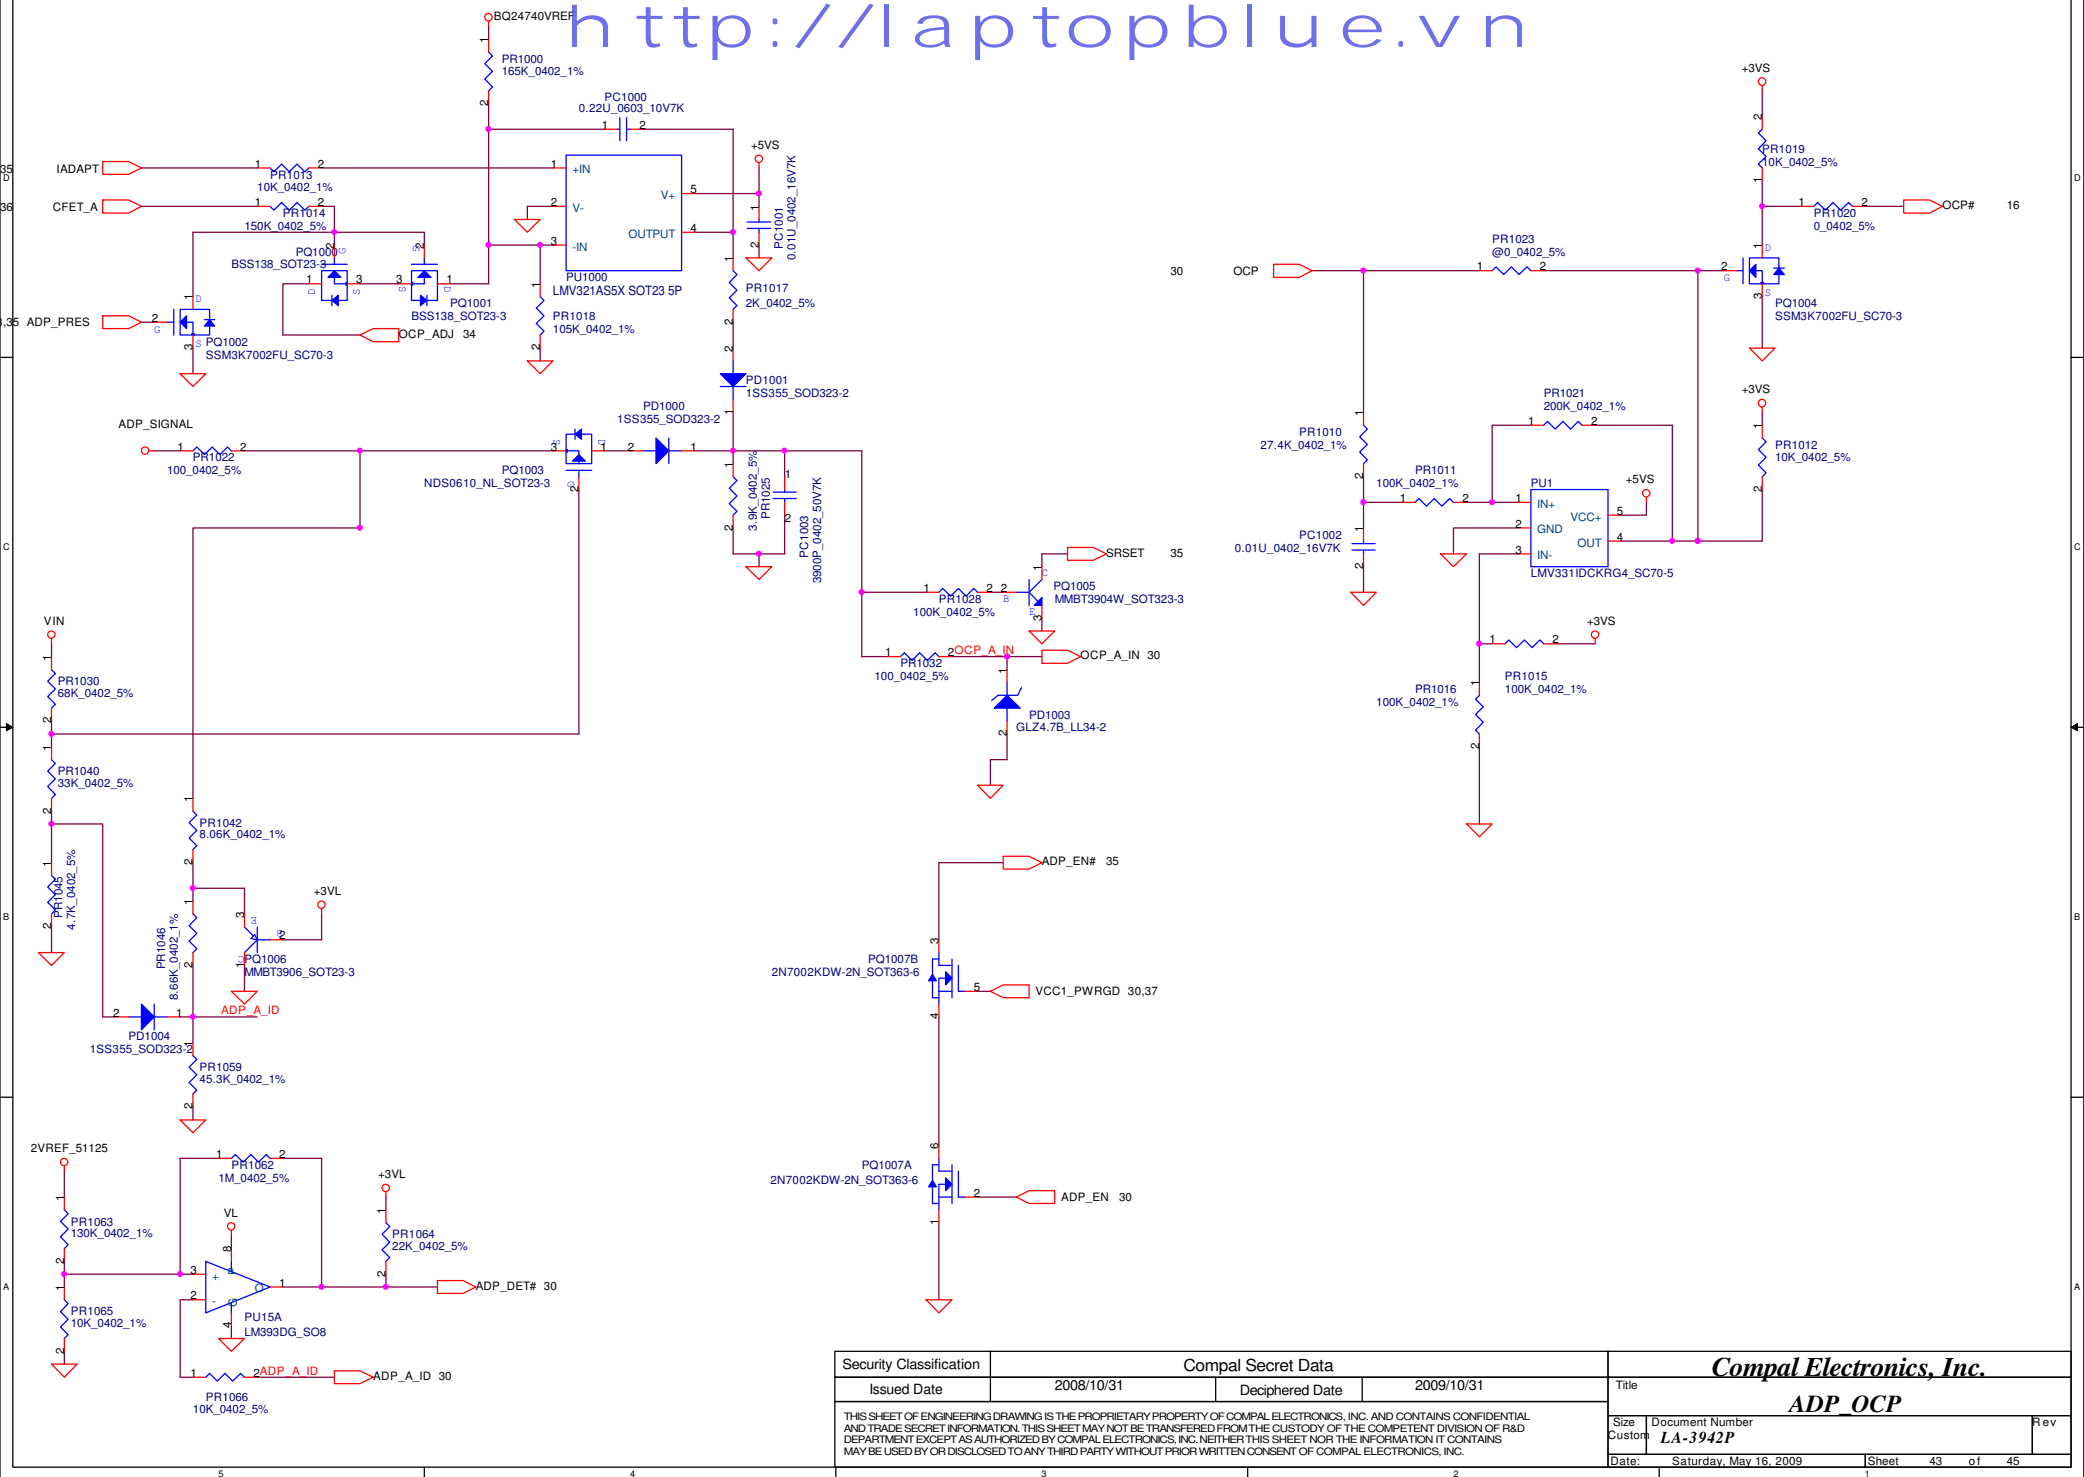 http://laptopblue.vn
BQ24740VREF
PR1000
165K_0402_1%
PC1000
0.22U_0603_10V7K
+5VS
PC1001
0.01U_0402_16V7K
35
IADAPT
PR1013
10K_0402_1%
36
CFET_A
PR1014
150K_0402_5%
PQ1000
BSS138_SOT23-3
PQ1001
BSS138_SOT23-3
+IN
V-
-IN
V+
OUTPUT
PU1000
LMV321AS5X SOT23 5P
PR1017
2K_0402_5%
PR1018
105K_0402_1%
OCP_ADJ 34
,35 ADP_PRES
PQ1002
SSM3K7002FU_SC70-3
PD1001
1SS355_SOD323-2
PD1000
1SS355_SOD323-2
ADP_SIGNAL
PR1022
100_0402_5%
PQ1003
NDS0610_NL_SOT23-3
3.9K_0402_5%
PR1025
PC1003
3900P_0402_50V7K
SRSET 35
PR1028
100K_0402_5%
PQ1005
MMBT3904W_SOT323-3
OCP_A_IN
OCP_A_IN 30
PR1032
100_0402_5%
PD1003
GLZ4.7B_LL34-2
+3VS
PR1019
10K_0402_5%
PR1020
0_0402_5%
OCP# 16
30 OCP
PR1023
@0_0402_5%
PQ1004
SSM3K7002FU_SC70-3
PR1021
200K_0402_1%
+3VS
PR1012
10K_0402_5%
PR1010
27.4K_0402_1%
PR1011
100K_0402_1%
PU1
+5VS
IN+
GND
IN-
VCC+
OUT
LMV331IDCKRG4_SC70-5
PC1002
0.01U_0402_16V7K
+3VS
PR1015
100K_0402_1%
PR1016
100K_0402_1%
VIN
PR1030
68K_0402_5%
PR1040
33K_0402_5%
PR1045
4.7K_0402_5%
PR1042
8.06K_0402_1%
+3VL
PR1046
8.66K_0402_1%
PQ1006
MMBT3906_SOT23-3
ADP_A_ID
PD1004
1SS355_SOD323-2
PR1059
45.3K_0402_1%
ADP_EN# 35
PQ1007B
2N7002KDW-2N_SOT363-6
VCC1_PWRGD 30,37
PQ1007A
2N7002KDW-2N_SOT363-6
ADP_EN 30
2VREF_51125
PR1062
1M_0402_5%
+3VL
VL
PR1063
130K_0402_1%
PR1064
22K_0402_5%
ADP_DET# 30
PR1065
10K_0402_1%
PU15A
LM393DG_SO8
ADP_A_ID
ADP_A_ID 30
PR1066
10K_0402_5%
Security Classification
Compal Secret Data
Issued Date
2008/10/31
Deciphered Date
2009/10/31
THIS SHEET OF ENGINEERING DRAWING IS THE PROPRIETARY PROPERTY OF COMPAL ELECTRONICS, INC. AND CONTAINS CONFIDENTIAL
AND TRADE SECRET INFORMATION. THIS SHEET MAY NOT BE TRANSFERED FROM THE CUSTODY OF THE COMPETENT DIVISION OF R&D
DEPARTMENT EXCEPT AS AUTHORIZED BY COMPAL ELECTRONICS, INC. NEITHER THIS SHEET NOR THE INFORMATION IT CONTAINS
MAY BE USED BY OR DISCLOSED TO ANY THIRD PARTY WITHOUT PRIOR WRITTEN CONSENT OF COMPAL ELECTRONICS, INC.
Compal Electronics, Inc.
Title
ADP_OCP
Size
Custom
Document Number
LA-3942P
Rev
Date: Saturday, May 16, 2009
Sheet 43 of 45